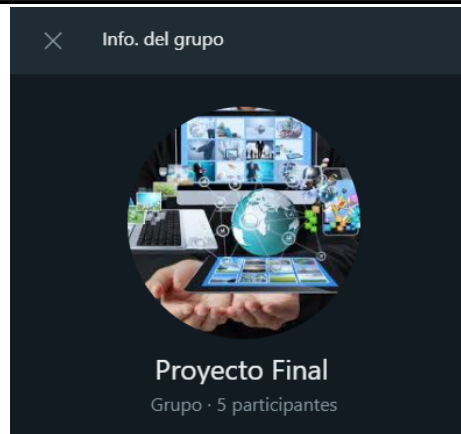 Info. del grupo
Proyecto Final
Grupo · 5 participantes